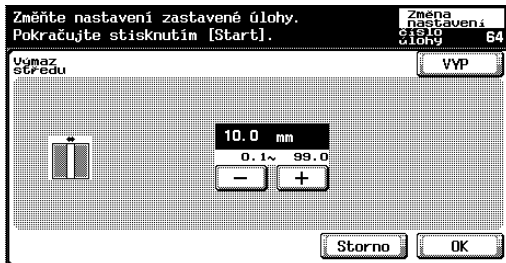 Změňte nastavení zastavené úlohy.
Pokračujte stisknutím [Start].
Změna
nastavení
číslo
úlohy 64
Výmaz
středu
VYP
10.0 mm
0.1~ 99.0
− +
Storno OK